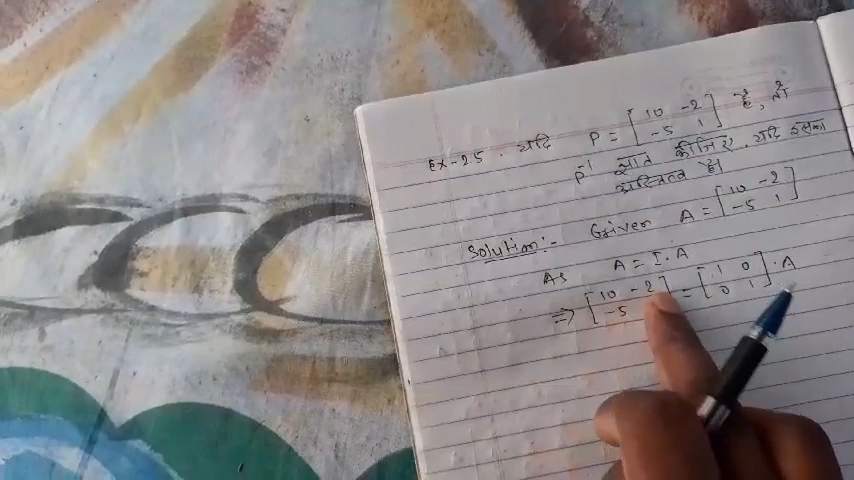 Ex-25. यदि P = [10 -2; -5 1] है, तो
P⁻¹ ज्ञात कीजिए, यदि इसका
अस्तित्व है।
Solution:- Given A = [10 -2; -5 1]
As A = I.A
⇒ [10 -2; -5 ] = [1 0; 0 1].A